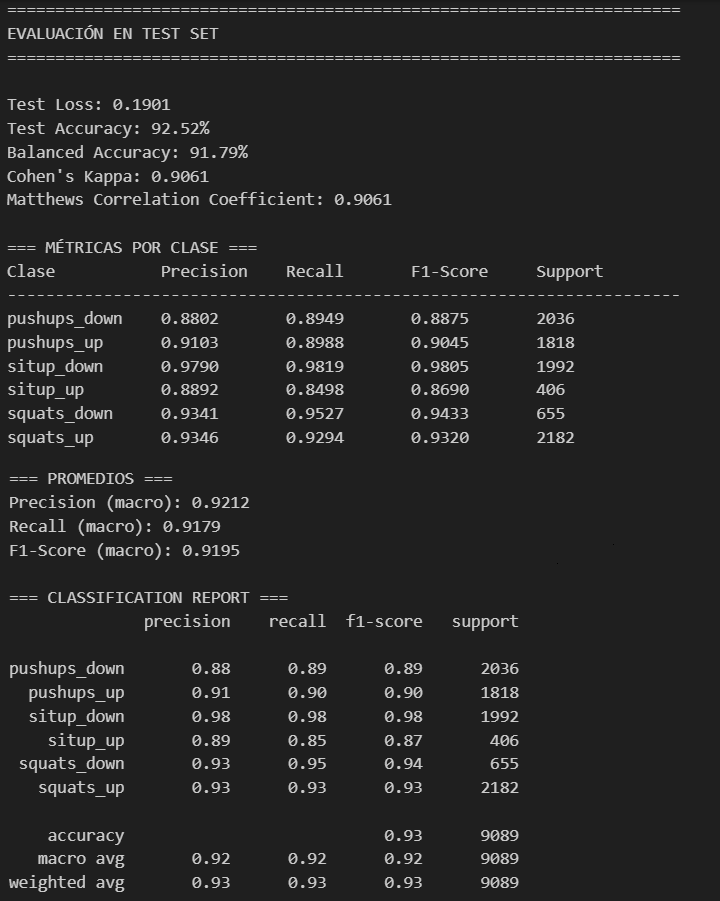 ======================================================================
EVALUACIÓN EN TEST SET
======================================================================
Test Loss: 0.1901
Test Accuracy: 92.52%
Balanced Accuracy: 91.79%
Cohen's Kappa: 0.9061
Matthews Correlation Coefficient: 0.9061
=== MÉTRICAS POR CLASE ===
Clase Precision Recall F1-Score Support
----------------------------------------------------------------------
pushups_down 0.8802 0.8949 0.8875 2036
pushups_up 0.9103 0.8988 0.9045 1818
situp_down 0.9790 0.9819 0.9805 1992
situp_up 0.8892 0.8498 0.8690 406
squats_down 0.9341 0.9527 0.9433 655
squats_up 0.9346 0.9294 0.9320 2182
=== PROMEDIOS ===
Precision (macro): 0.9212
Recall (macro): 0.9179
F1-Score (macro): 0.9195
=== CLASSIFICATION REPORT ===
precision recall f1-score support
pushups_down 0.88 0.89 0.89 2036
pushups_up 0.91 0.90 0.90 1818
situp_down 0.98 0.98 0.98 1992
situp_up 0.89 0.85 0.87 406
squats_down 0.93 0.95 0.94 655
squats_up 0.93 0.93 0.93 2182
accuracy 0.93 9089
macro avg 0.92 0.92 0.92 9089
weighted avg 0.93 0.93 0.93 9089